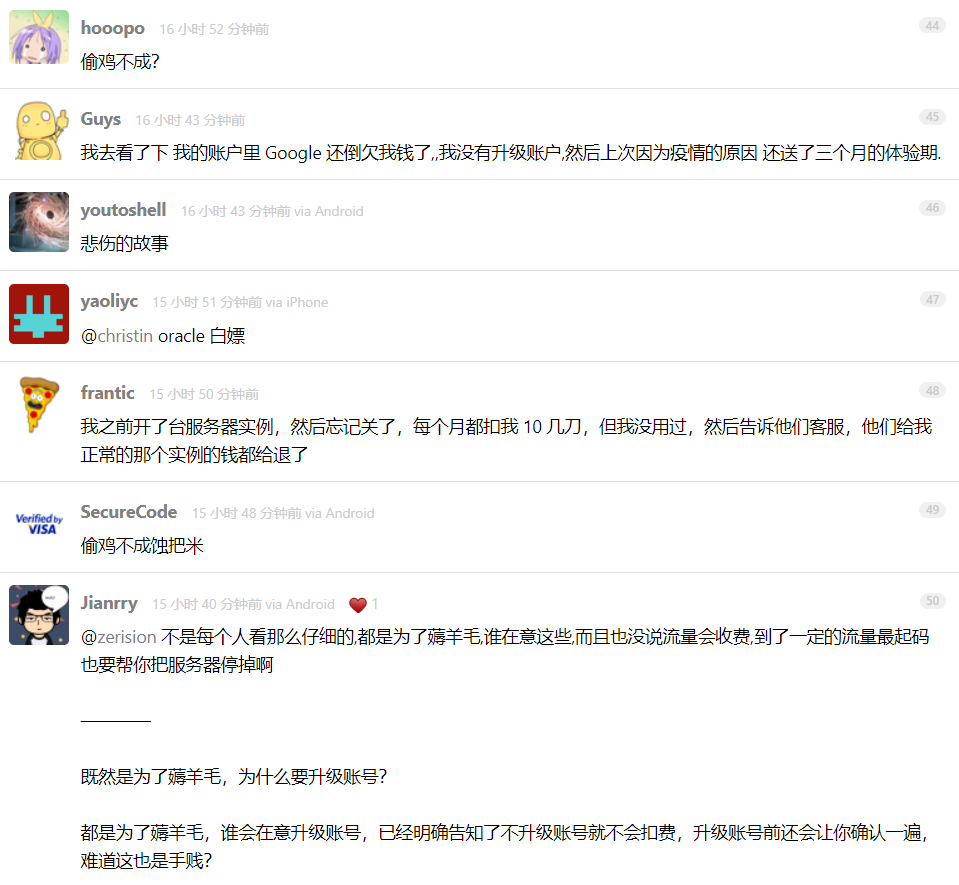 hooopo 16 小时 52 分钟前 44
偷鸡不成?
Guys 16 小时 43 分钟前 45
我去看了下 我的账户里 Google 还倒欠我钱了,,我没有升级账户,然后上次因为疫情的原因 还送了三个月的体验期.
youtoshell 16 小时 43 分钟前 via Android 46
悲伤的故事
yaoliyc 15 小时 51 分钟前 via iPhone 47
@christin oracle 白嫖
frantic 15 小时 50 分钟前 48
我之前开了台服务器实例，然后忘记关了，每个月都扣我 10 几刀，但我没用过，然后告诉他们客服，他们给我
正常的那个实例的钱都给退了
Verified by
VISA
SecureCode 15 小时 48 分钟前 via Android 49
偷鸡不成蚀把米
Jianrry 15 小时 40 分钟前 via Android 1 50
@zerision 不是每个人看那么仔细的,都是为了薅羊毛,谁在意这些,而且也没说流量会收费,到了一定的流量最起码
也要帮你把服务器停掉啊
————
既然是为了薅羊毛，为什么要升级账号?
都是为了薅羊毛，谁会在意升级账号，已经明确告知了不升级账号就不会扣费，升级账号前还会让你确认一遍，
难道这也是手贱?